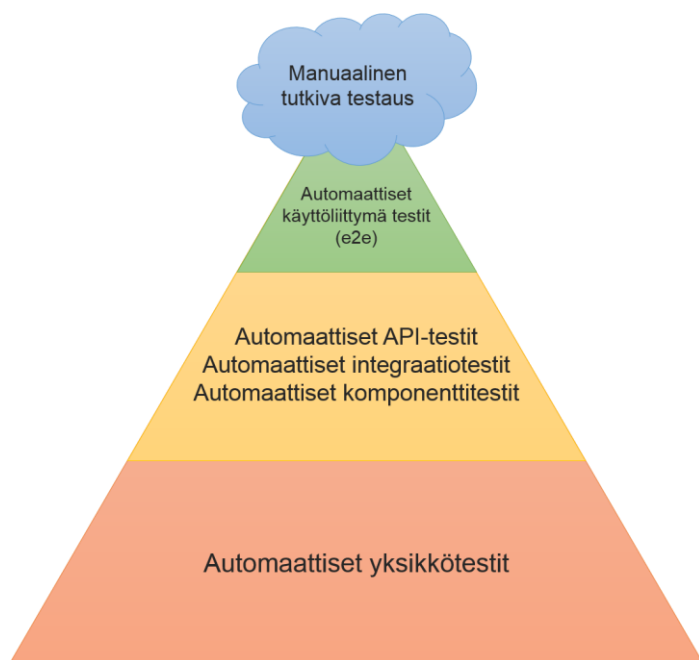 Manuaalinen
tutkiva testaus
Automaattiset
käyttöliittymä testit
(e2e)
Automaattiset API-testit
Automaattiset integraatiotestit
Automaattiset komponenttitestit
Automaattiset yksikkötestit